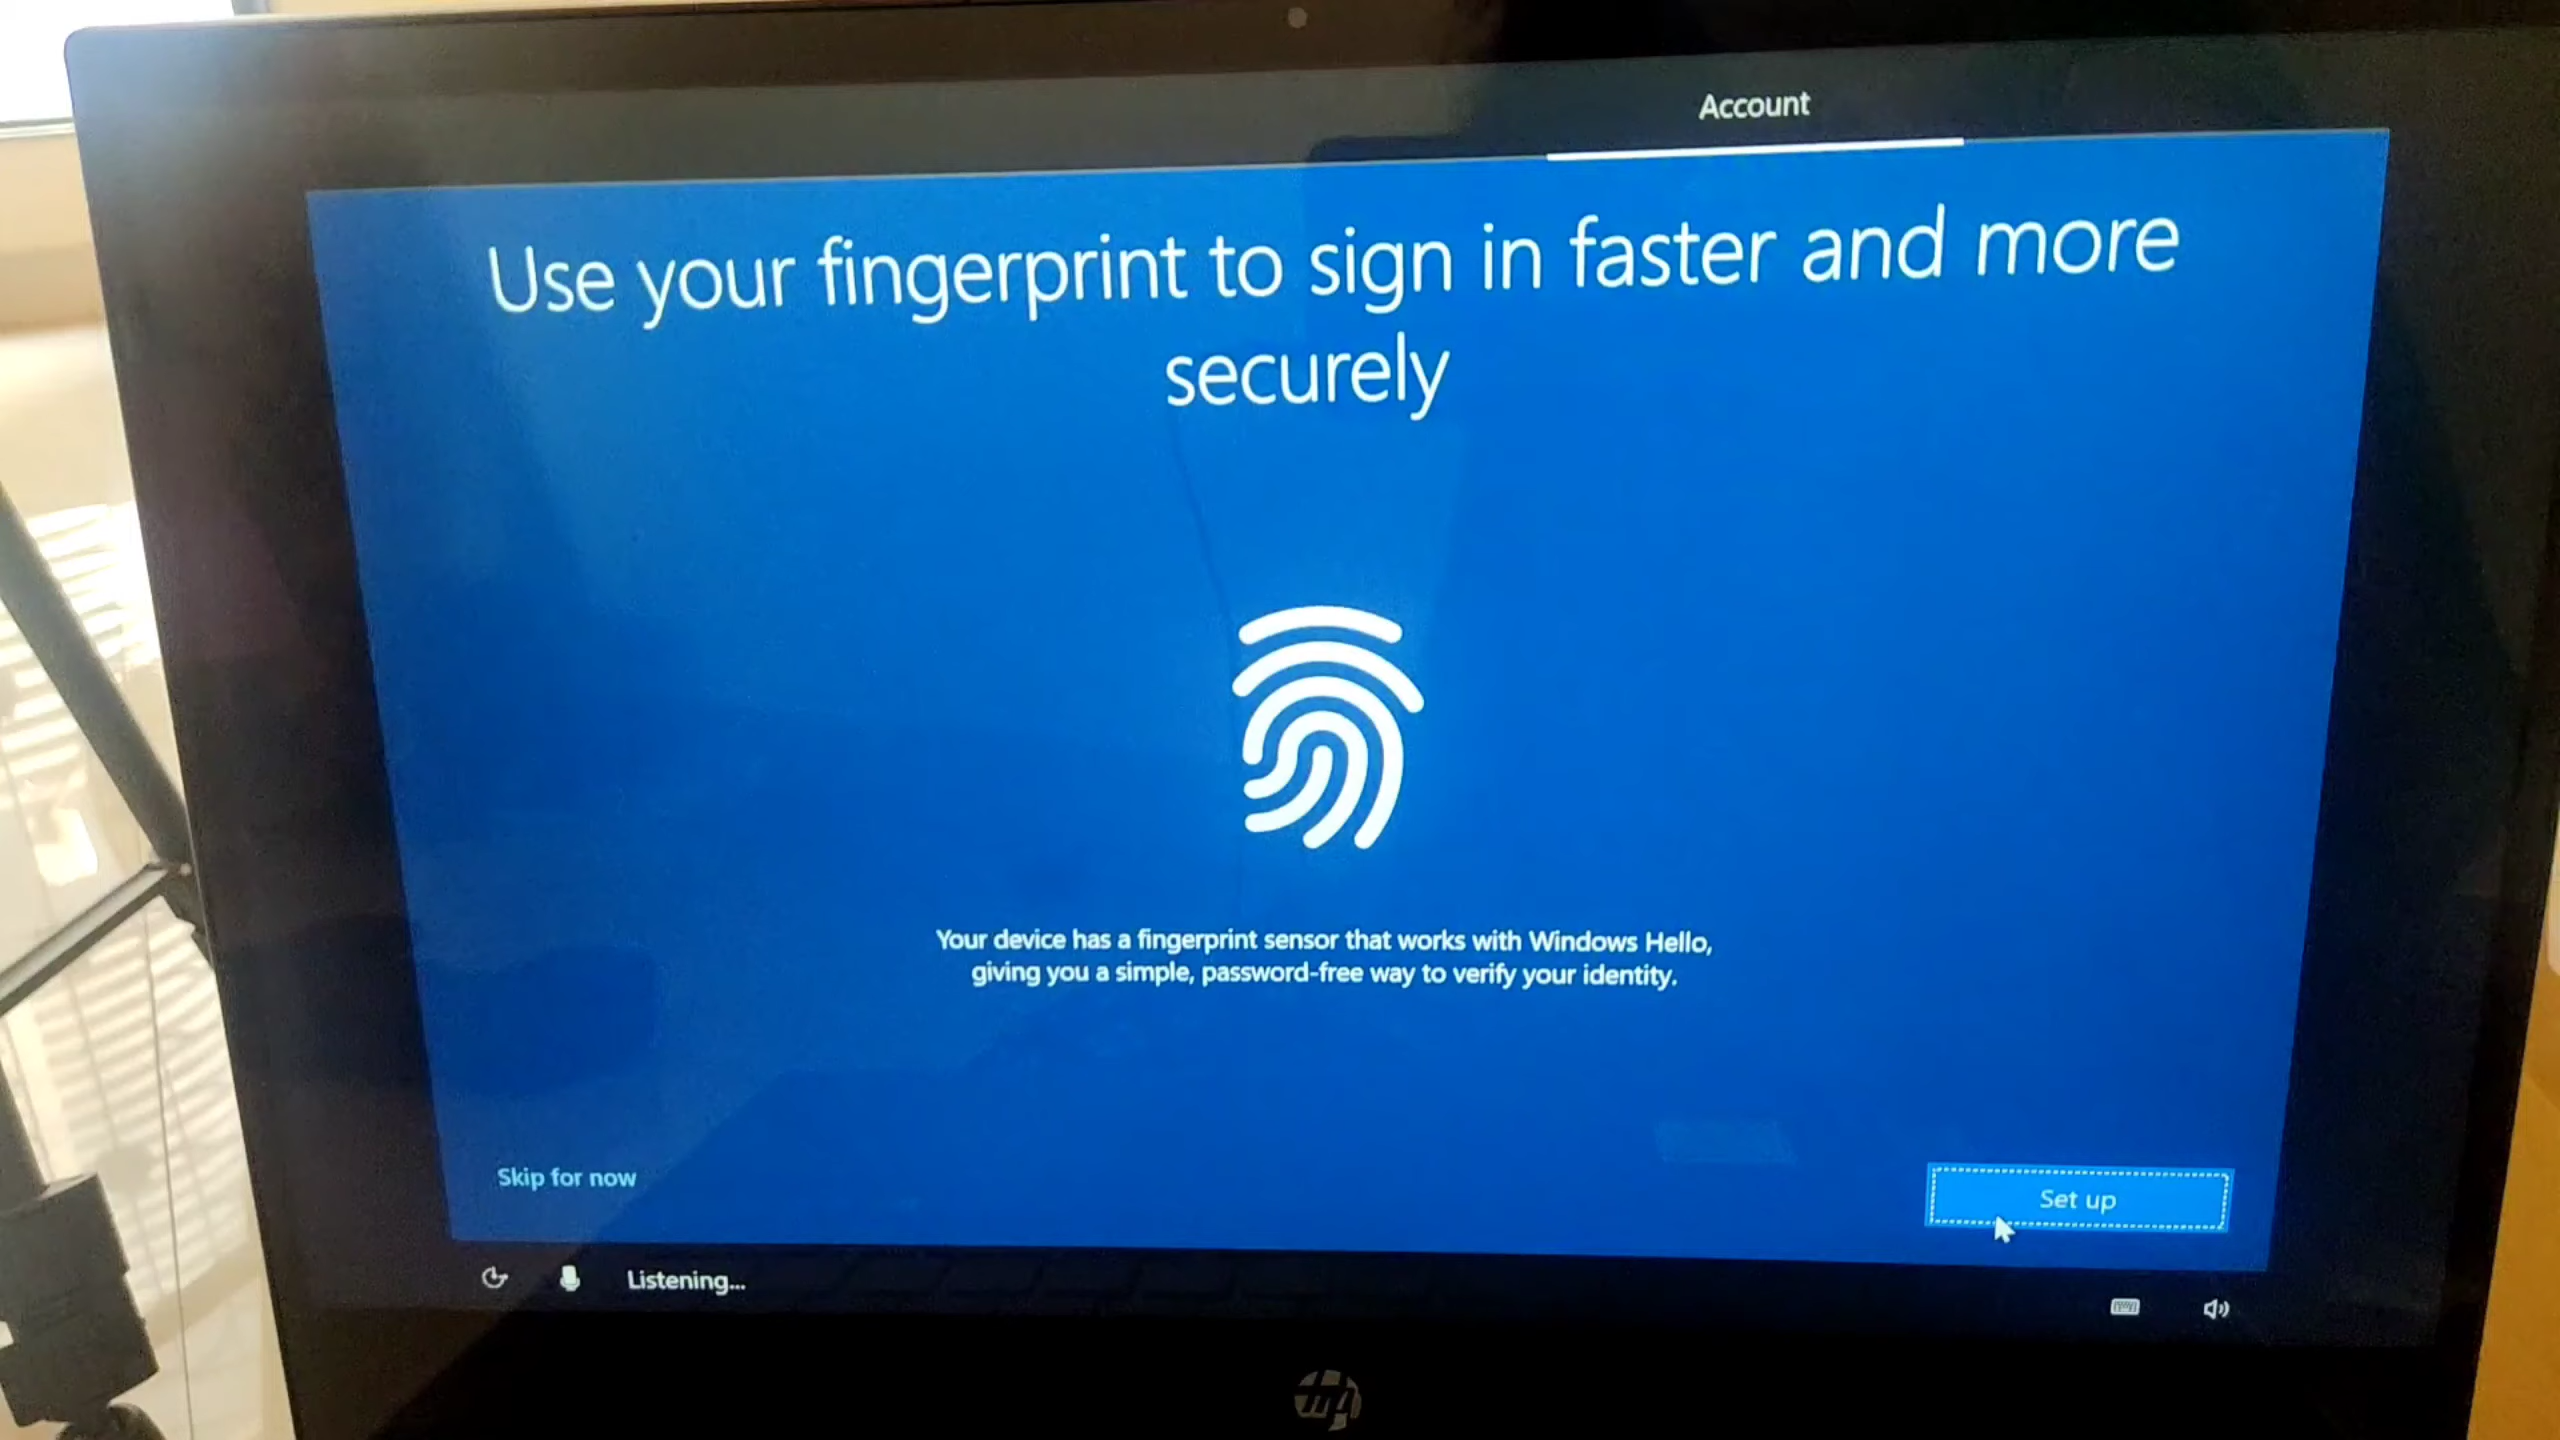 Account
Use your fingerprint to sign in faster and more
securely
Your device has a fingerprint sensor that works with Windows Hello,
giving you a simple, password-free way to verify your identity.
Skip for now
Set up
Listening...
hp